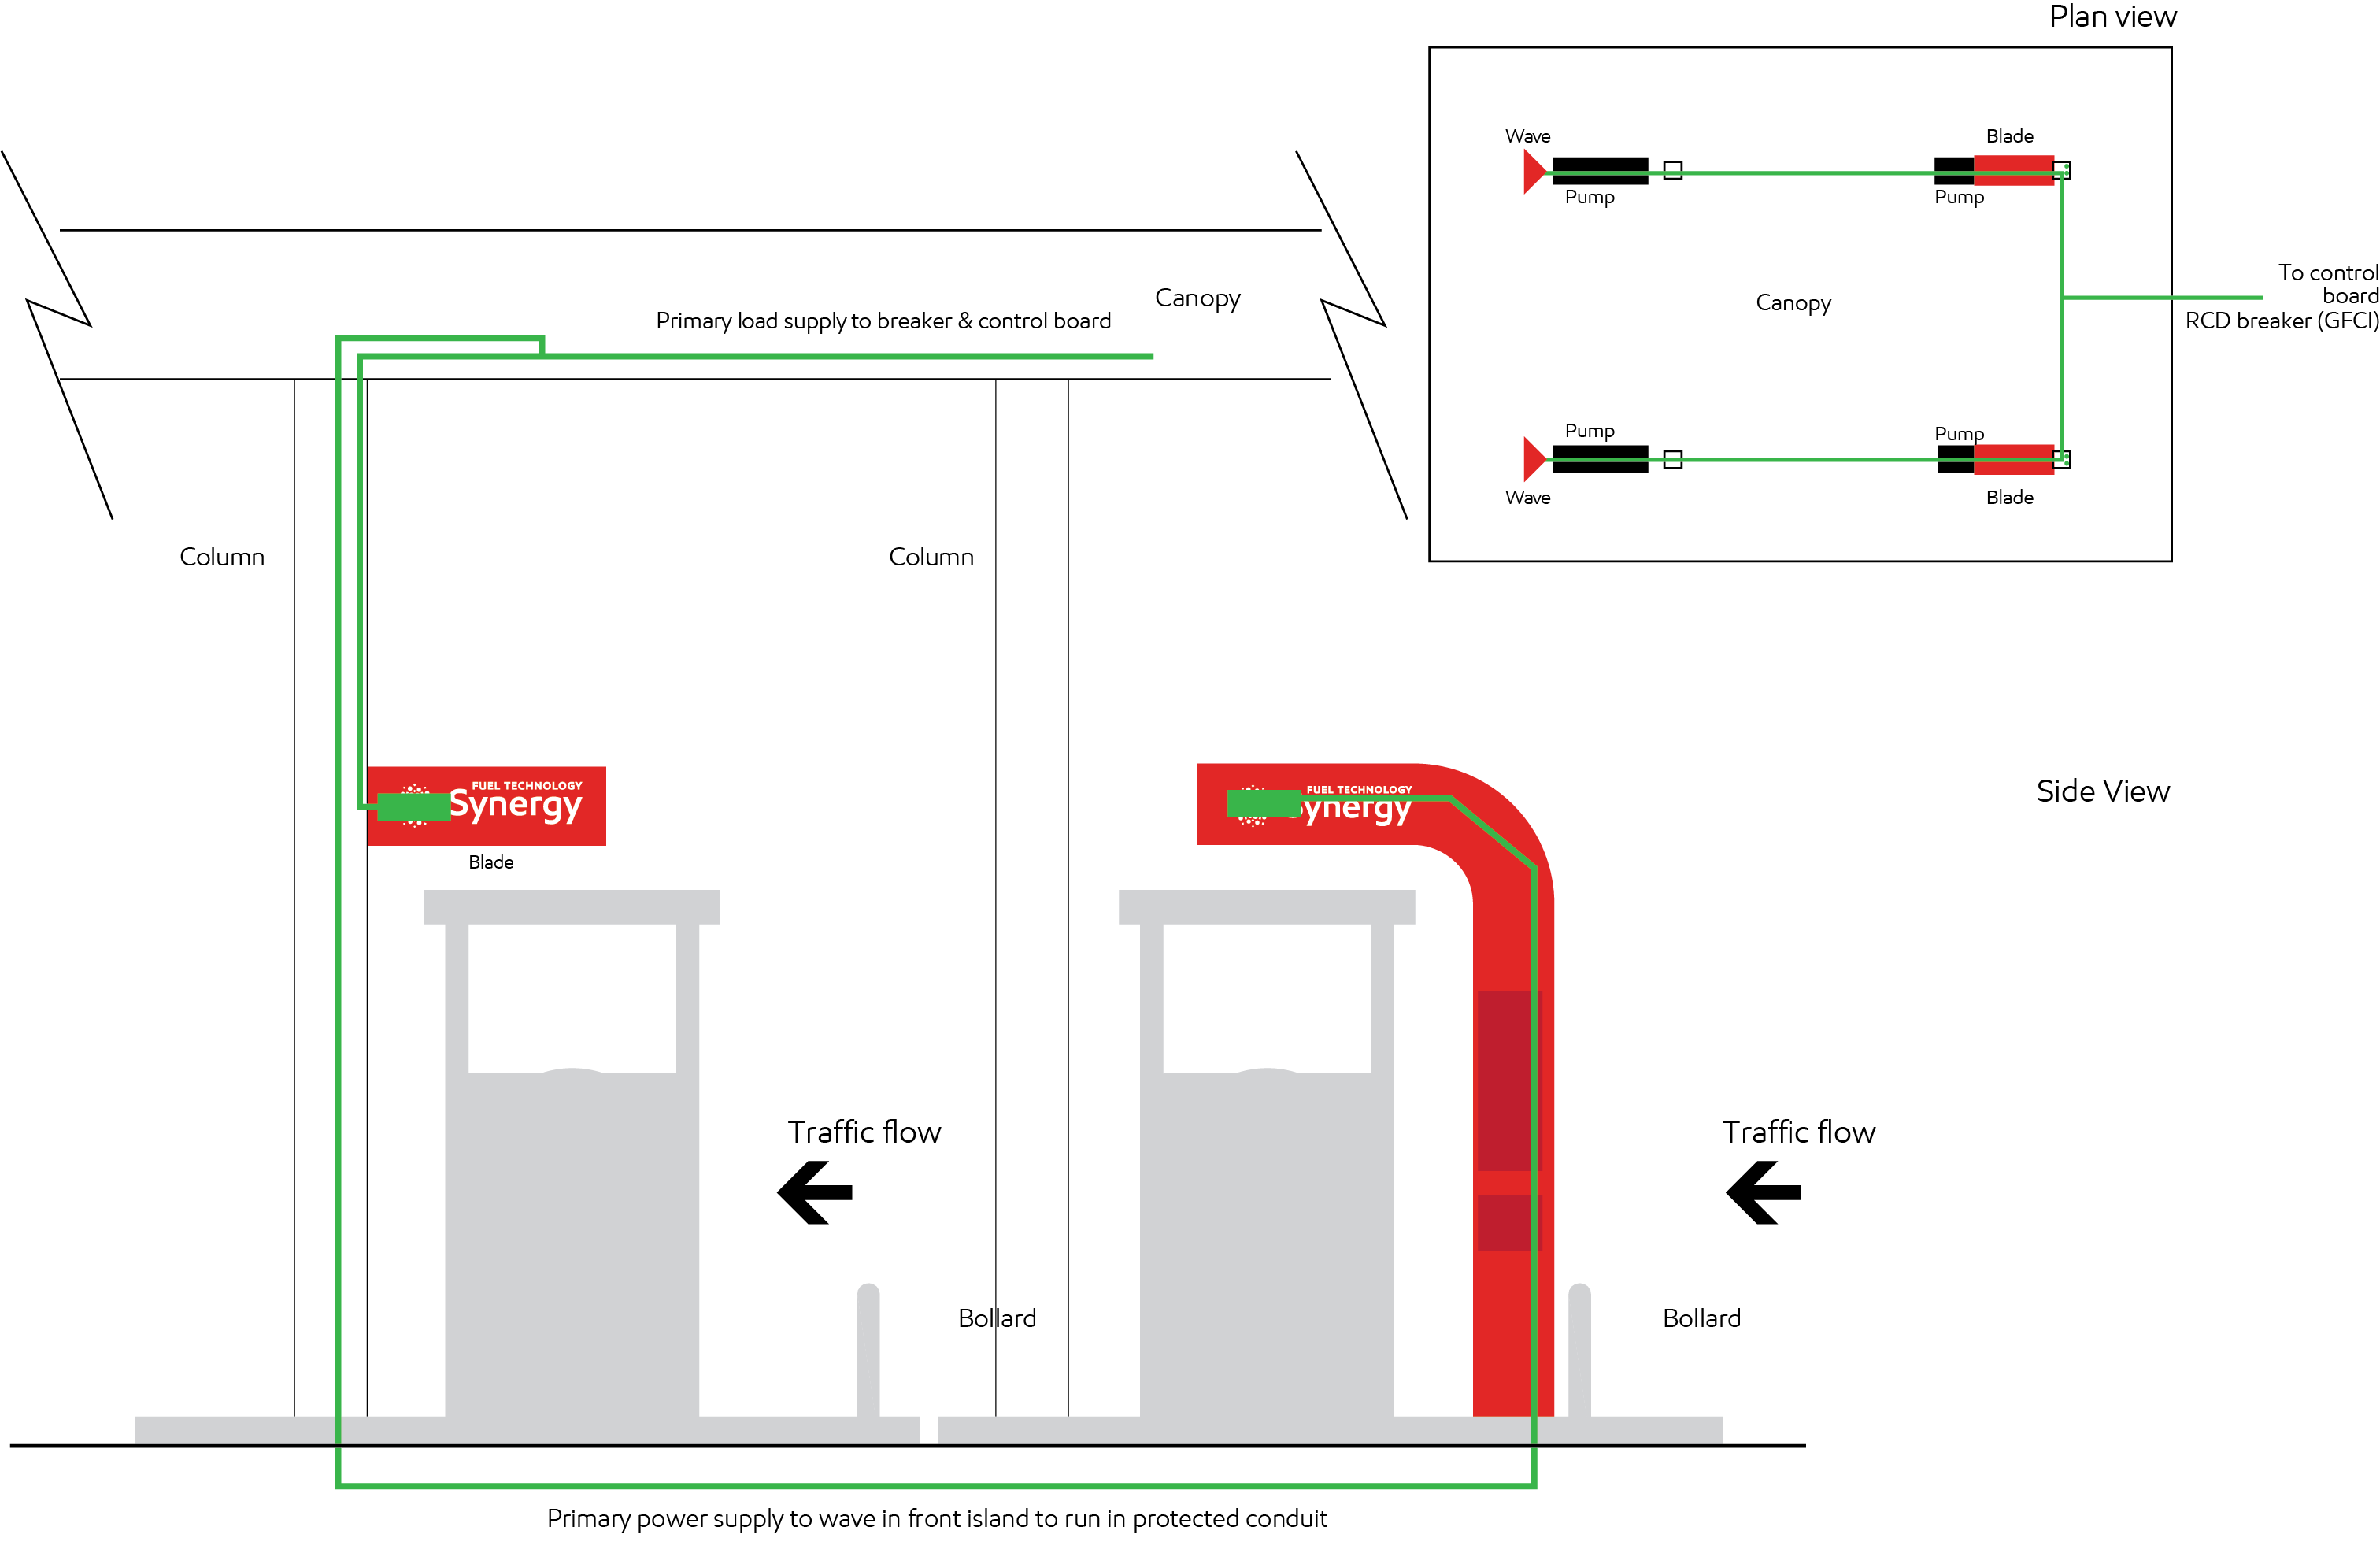 Plan view
Wave
Blade
Pump
Pump
To control
board
RCD breaker (GFCI)
Canopy
Canopy
Primary load supply to breaker & control board
Pump
Pump
Wave
Blade
Column
Column
FUEL TECHNOLOGY
Synergy
Blade
FUEL TECHNOLOGY
Synergy
Side View
Traffic flow
Traffic flow
Bollard
Bollard
Primary power supply to wave in front island to run in protected conduit